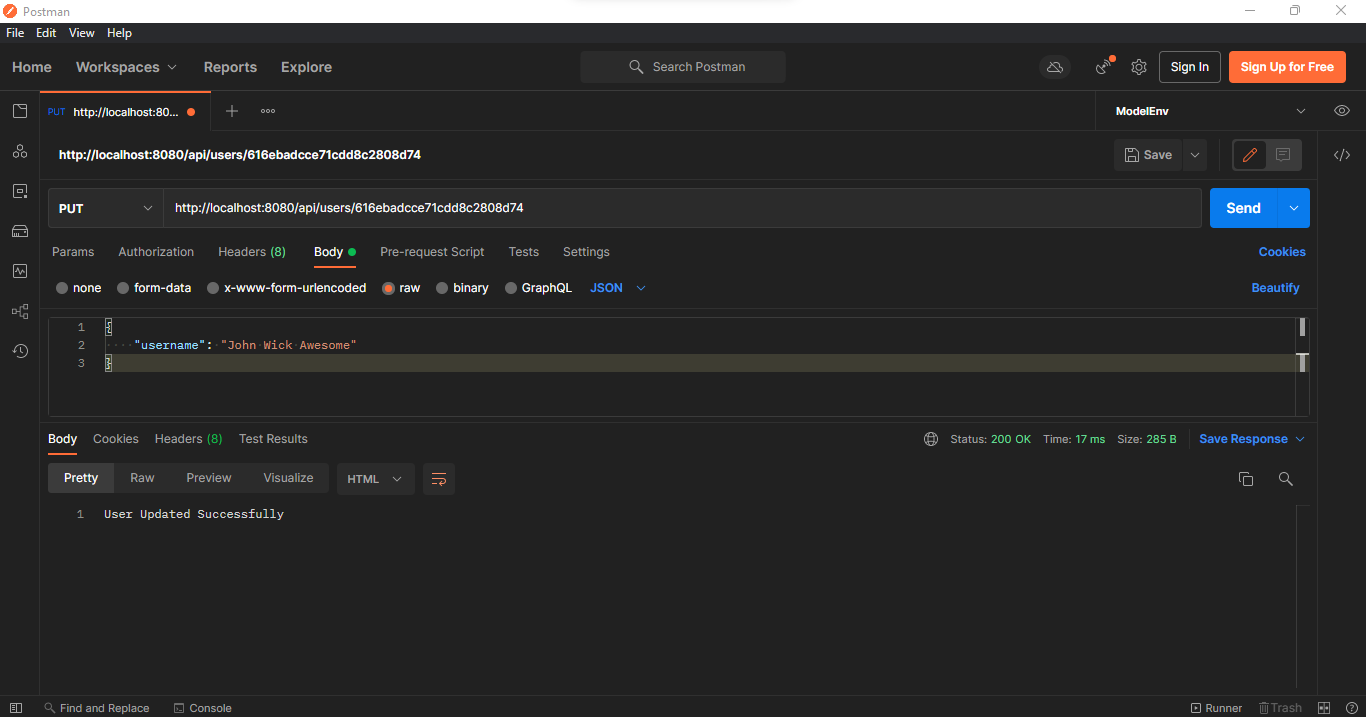 Postman
File Edit View Help
Home Workspaces Reports Explore Search Postman Sign In Sign Up for Free
PUT http://localhost:80... ModelEnv
http://localhost:8080/api/users/616ebadcce71cdd8c2808d74 Save
PUT http://localhost:8080/api/users/616ebadcce71cdd8c2808d74 Send
Params Authorization Headers (8) Body Pre-request Script Tests Settings Cookies
none form-data x-www-form-urlencoded raw binary GraphQL JSON Beautify
1 {
2 "username": "John Wick Awesome"
3 }
Body Cookies Headers (8) Test Results Status: 200 OK Time: 17 ms Size: 285 B Save Response
Pretty Raw Preview Visualize HTML
1 User Updated Successfully
Find and Replace Console Runner Trash